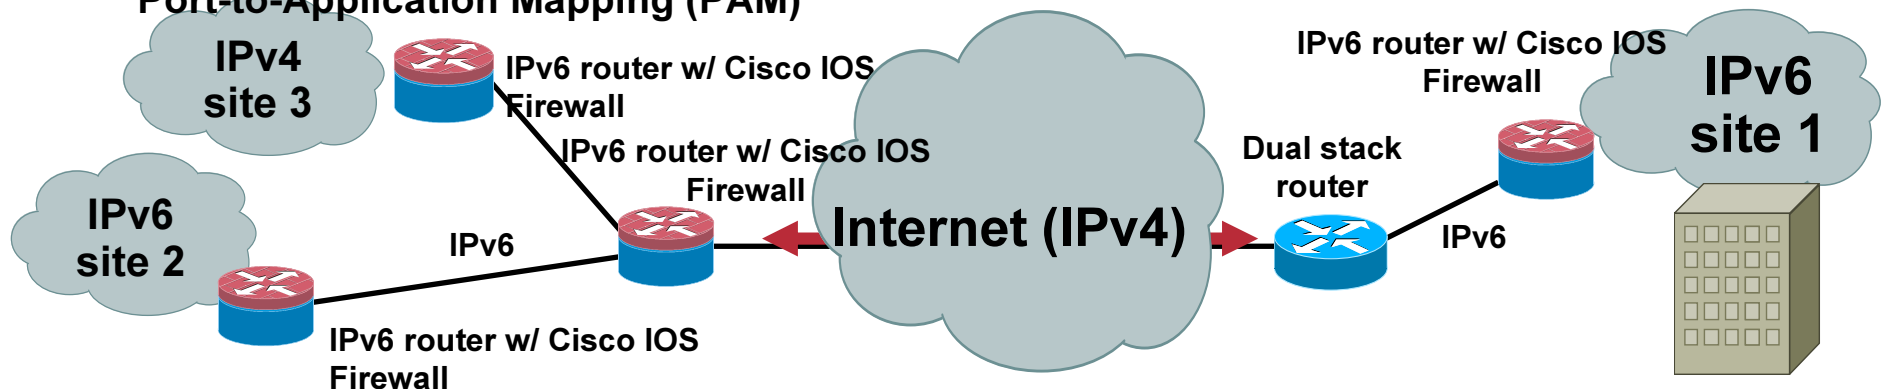 Port-to-Application Mapping (PAM)
IPv4
site 3
IPv6 router w/ Cisco IOS
Firewall
IPv6 router w/ Cisco IOS
Firewall
IPv6
site 2
IPv6
IPv6 router w/ Cisco IOS
Firewall
Internet (IPv4)
Dual stack
router
IPv6
IPv6 router w/ Cisco IOS
Firewall
IPv6
site 1